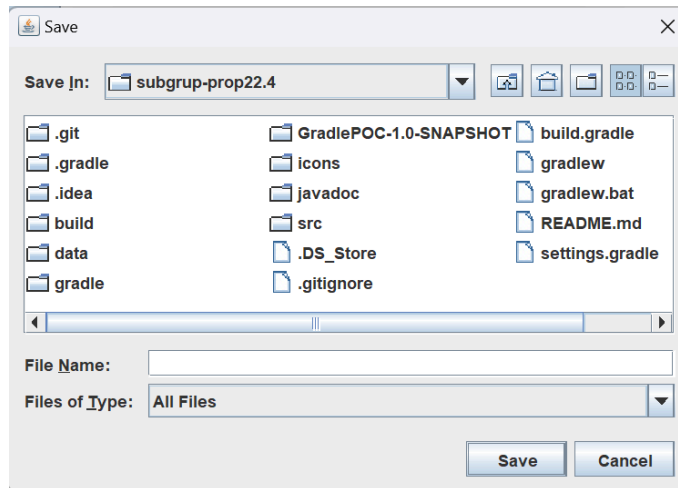 Save
Save In: subgrup-prop22.4
.git
.gradle
.idea
build
data
gradle
GradlePOC-1.0-SNAPSHOT
icons
javadoc
src
.DS_Store
.gitignore
build.gradle
gradlew
gradlew.bat
README.md
settings.gradle
File Name:
Files of Type: All Files
Save Cancel